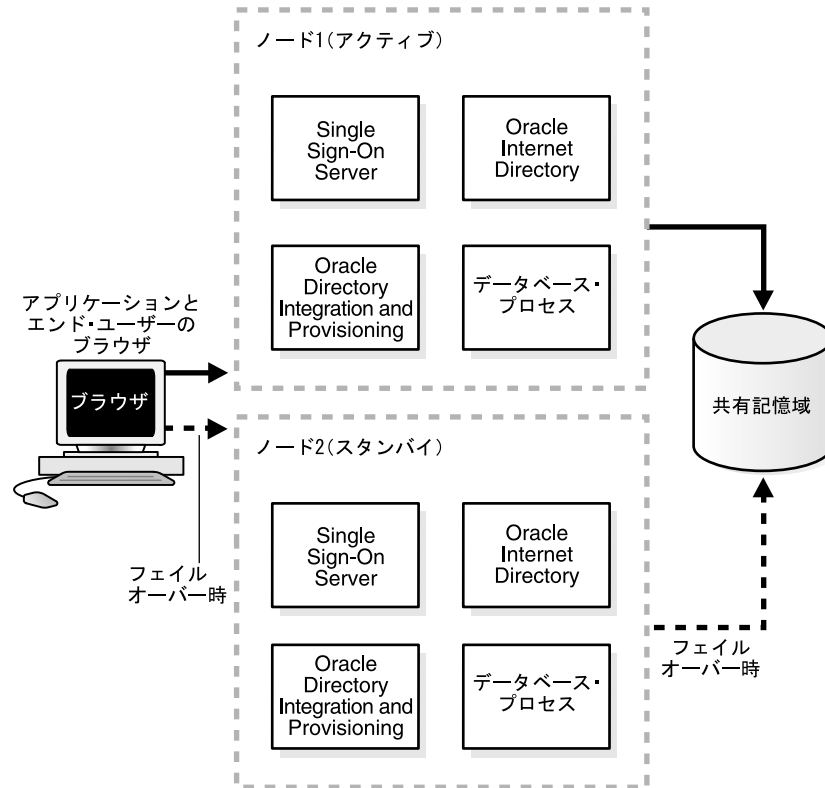 ノード1(アクティブ)
Single
Sign-On
Server
Oracle
Internet
Directory
Oracle
Directory
Integration and
Provisioning
データベース・
プロセス
アプリケーションと
エンド・ユーザーの
ブラウザ
ブラウザ
共有記憶域
ノード2(スタンバイ)
フェイル
オーバー時
Single
Sign-On
Server
Oracle
Internet
Directory
Oracle
Directory
Integration and
Provisioning
データベース・
プロセス
フェイル
オーバー時